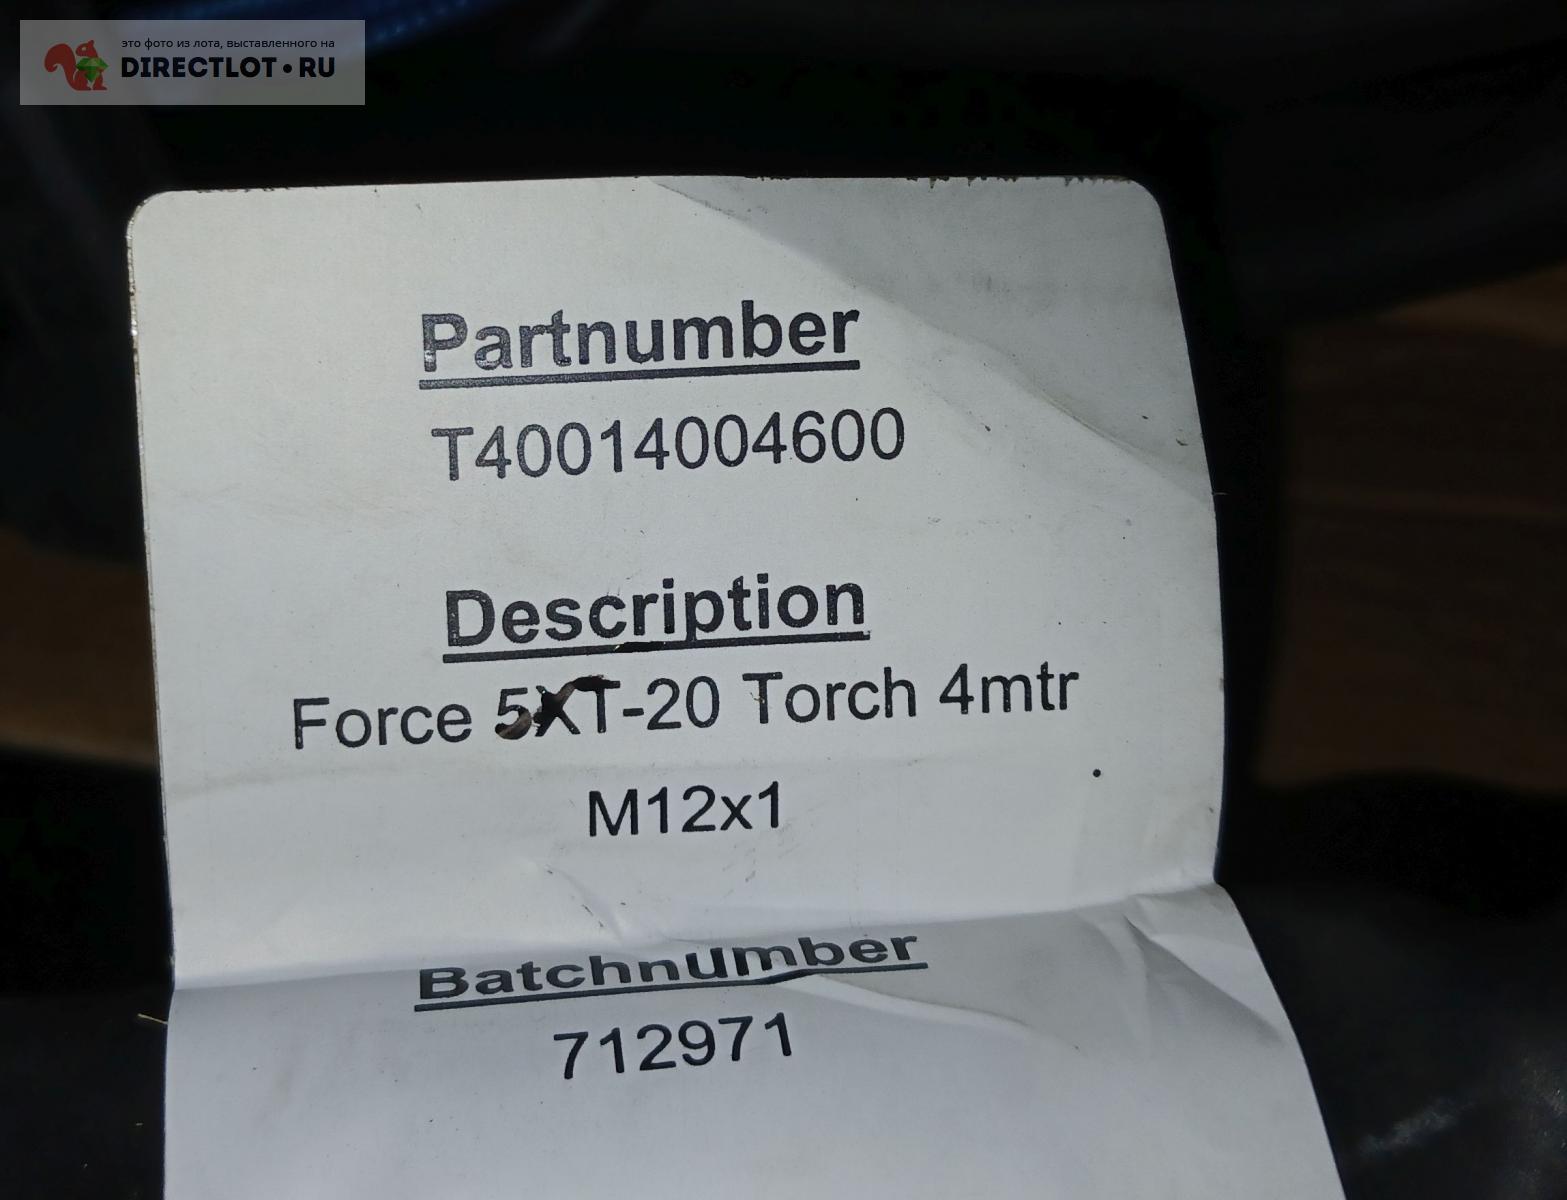 это фото из лота, выставленного на
DIRECTLOT•RU
Partnumber
T40014004600
Description
Force 5XT-20 Torch 4mtr
M12x1
Batchnumber
712971